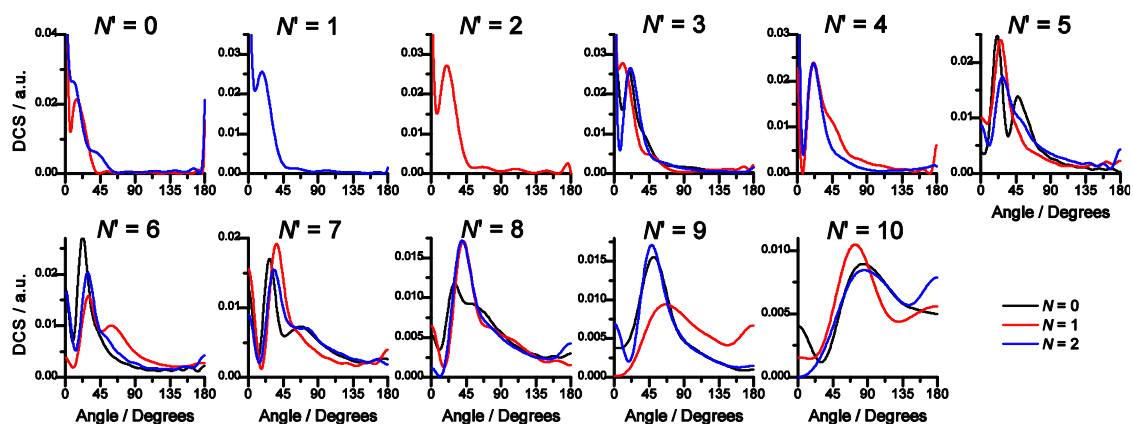 N' = 0
N' = 1
N' = 2
N' = 3
N' = 4
N' = 5
DCS / a.u.
0.04
0.02
0.00
0.03
0.02
0.01
0.00
0.03
0.02
0.01
0.00
0.03
0.02
0.01
0.00
0.03
0.02
0.01
0.00
0.02
0.01
0.00
0 45 90 135 180
0 45 90 135 180
0 45 90 135 180
0 45 90 135 180
0 45 90 135 180
0 45 90 135 180
Angle / Degrees
N' = 6
N' = 7
N' = 8
N' = 9
N' = 10
DCS / a.u.
0.02
0.01
0.00
0.02
0.01
0.00
0.015
0.010
0.005
0.000
0.015
0.010
0.005
0.000
0.010
0.005
0.000
0 45 90 135 180
0 45 90 135 180
0 45 90 135 180
0 45 90 135 180
0 45 90 135 180
Angle / Degrees
Angle / Degrees
Angle / Degrees
Angle / Degrees
Angle / Degrees
N = 0
N = 1
N = 2